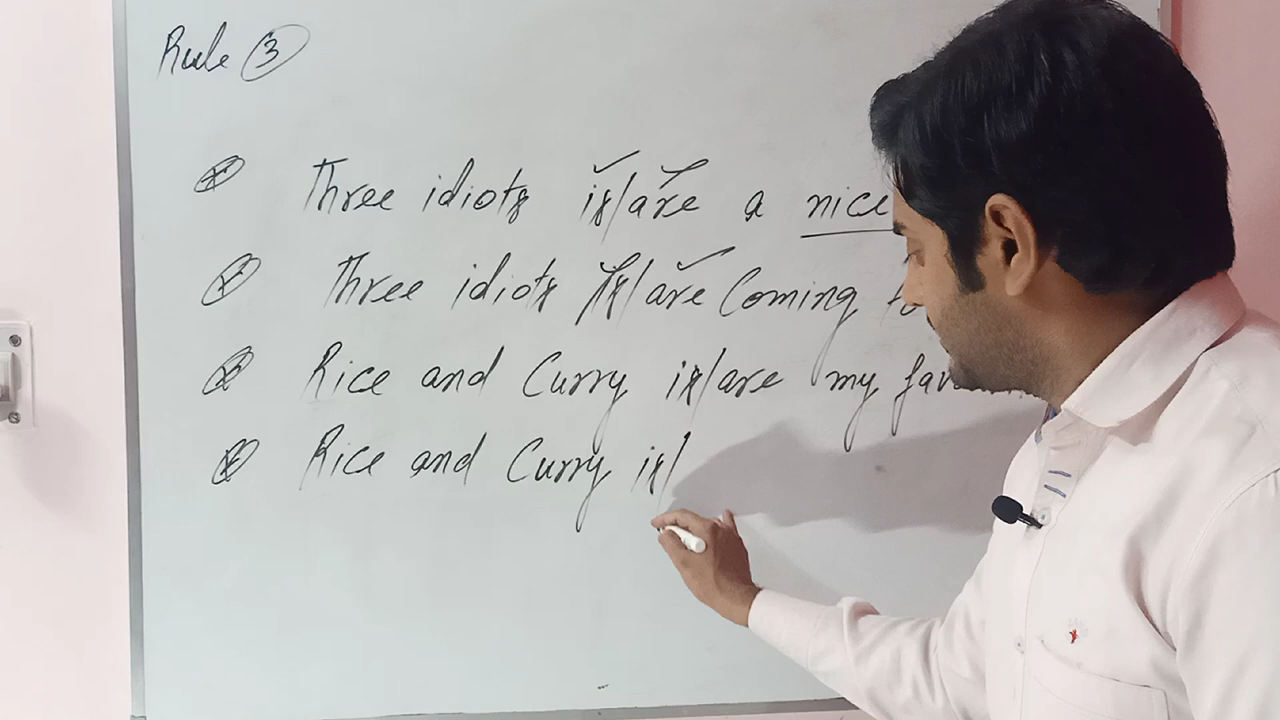 Rule 3
Three idiots is/are a nice
Three idiots is/are Coming
Rice and Curry is/are my
Rice and Curry is/